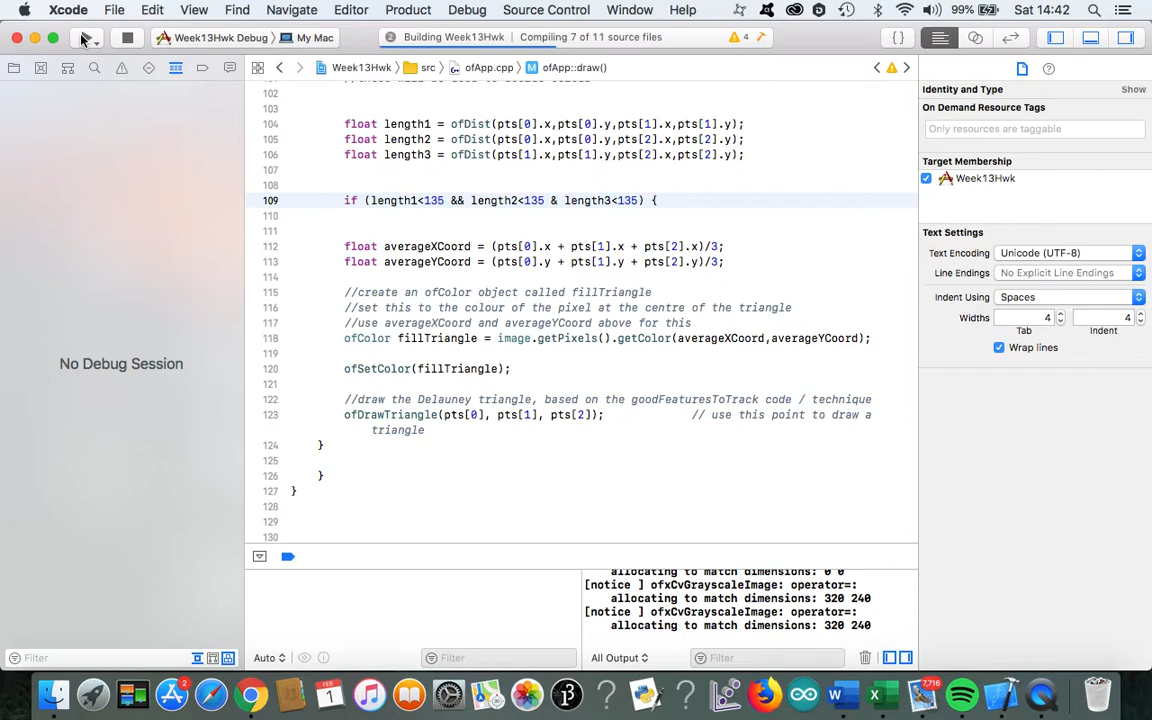 Xcode File Edit View Find Navigate Editor Product Debug Source Control Window Help 99% Sat 14:42
Week13Hwk Debug My Mac Building Week13Hwk Compiling 7 of 11 source files 4
Week13Hwk src ofApp.cpp M ofApp::draw()
Identity and Type Show
On Demand Resource Tags
Only resources are taggable
Target Membership
Week13Hwk
Text Settings
Text Encoding Unicode (UTF-8)
Line Endings No Explicit Line Endings
Indent Using Spaces
Widths 4 4
Tab Indent
Wrap lines
No Debug Session
102
103
104 float length1 = ofDist(pts[0].x,pts[0].y,pts[1].x,pts[1].y);
105 float length2 = ofDist(pts[0].x,pts[0].y,pts[2].x,pts[2].y);
106 float length3 = ofDist(pts[1].x,pts[1].y,pts[2].x,pts[2].y);
107
108
109 if (length1<135 && length2<135 & length3<135) {
110
111
112 float averageXCoord = (pts[0].x + pts[1].x + pts[2].x)/3;
113 float averageYCoord = (pts[0].y + pts[1].y + pts[2].y)/3;
114
115 //create an ofColor object called fillTriangle
116 //set this to the colour of the pixel at the centre of the triangle
117 //use averageXCoord and averageYCoord above for this
118 ofColor fillTriangle = image.getPixels().getColor(averageXCoord,averageYCoord);
119
120 ofSetColor(fillTriangle);
121
122 //draw the Delauney triangle, based on the goodFeaturesToTrack code / technique
123 ofDrawTriangle(pts[0], pts[1], pts[2]); // use this point to draw a
triangle
124 }
125
126 }
127 }
128
129
130
allocating to match dimensions: 0 0
[notice ] ofxCvGrayscaleImage: operator=:
allocating to match dimensions: 320 240
[notice ] ofxCvGrayscaleImage: operator=:
allocating to match dimensions: 320 240
Filter Auto Filter All Output Filter
2 1 7,716